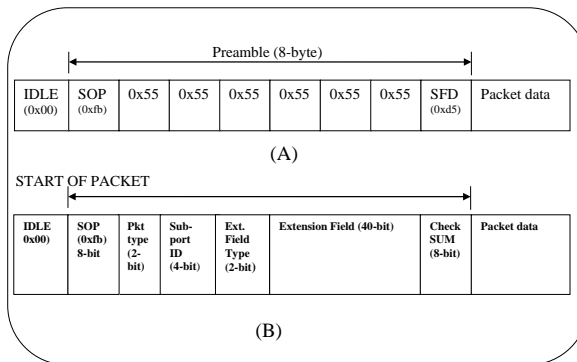 Preamble (8-byte)
IDLE SOP 0x55 0x55 0x55 0x55 0x55 0x55 SFD Packet data
(0x00) (0xfb) (0xd5)
(A)
START OF PACKET
IDLE SOP Pkt Sub- Ext. Extension Field (40-bit) Check Packet data
0x00) (0xfb) type port Field SUM
8-bit (2- ID Type (8-bit)
bit) (4-bit) (2-bit)
(B)